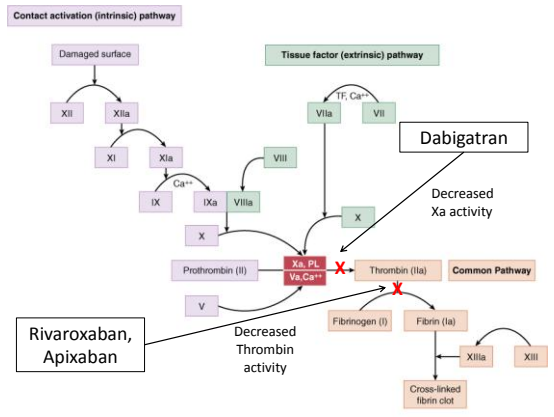 Contact activation (intrinsic) pathway
Damaged surface
Tissue factor (extrinsic) pathway
TF, Ca++
XII
XIIa
VIIa
VII
Dabigatran
XI
XIa
VIII
Decreased
Xa activity
Ca++
IX
IXa
VIIIa
X
X
Prothrombin (II)
Xa, PL
Va,Ca++
X
Thrombin (IIa)
Common Pathway
X
V
Fibrinogen (I)
Fibrin (Ia)
Rivaroxaban,
Apixaban
Decreased
Thrombin
activity
XIIIa
XIII
Cross-linked
fibrin clot